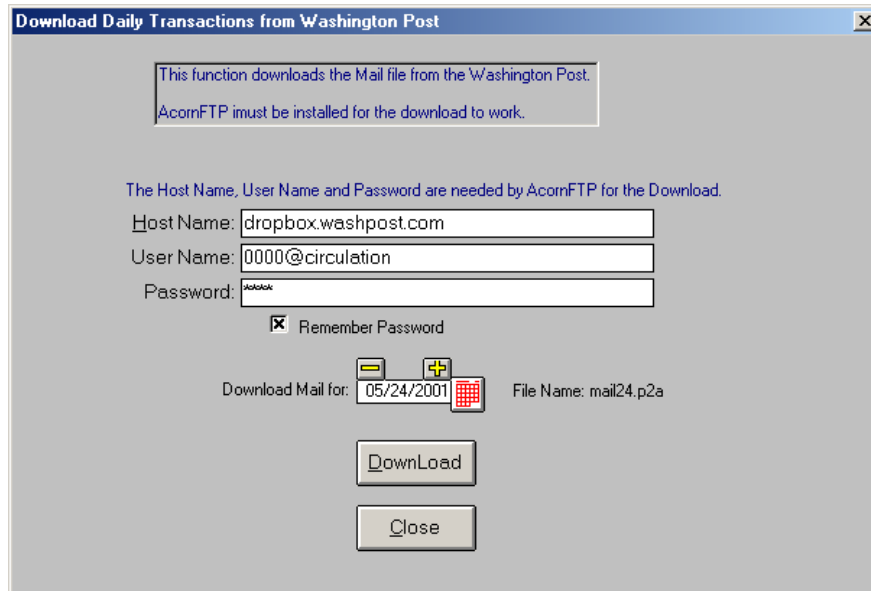 Download Daily Transactions from Washington Post
This function downloads the Mail file from the Washington Post.
AcornFTP imust be installed for the download to work.
The Host Name, User Name and Password are needed by AcornFTP for the Download.
Host Name: dropbox.washpost.com
User Name: 0000@circulation
Password: ****
Remember Password
Download Mail for: 05/24/2001 File Name: mail24.p2a
DownLoad
Close